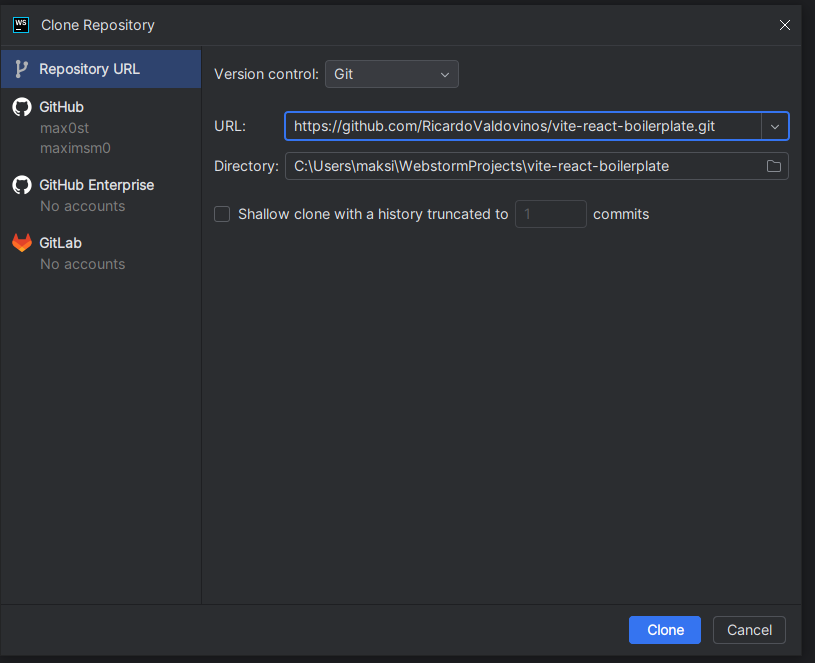 WS Clone Repository
Repository URL
GitHub
max0st
maximsm0
GitHub Enterprise
No accounts
GitLab
No accounts
Version control: Git
URL: https://github.com/RicardoValdovinos/vite-react-boilerplate.git
Directory: C:\Users\maksi\WebstormProjects\vite-react-boilerplate
Shallow clone with a history truncated to 1 commits
Clone Cancel